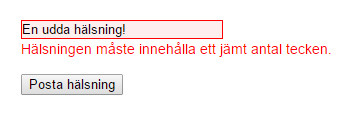 En udda hälsning!
Hälsningen måste innehålla ett jämt antal tecken.
Posta hälsning